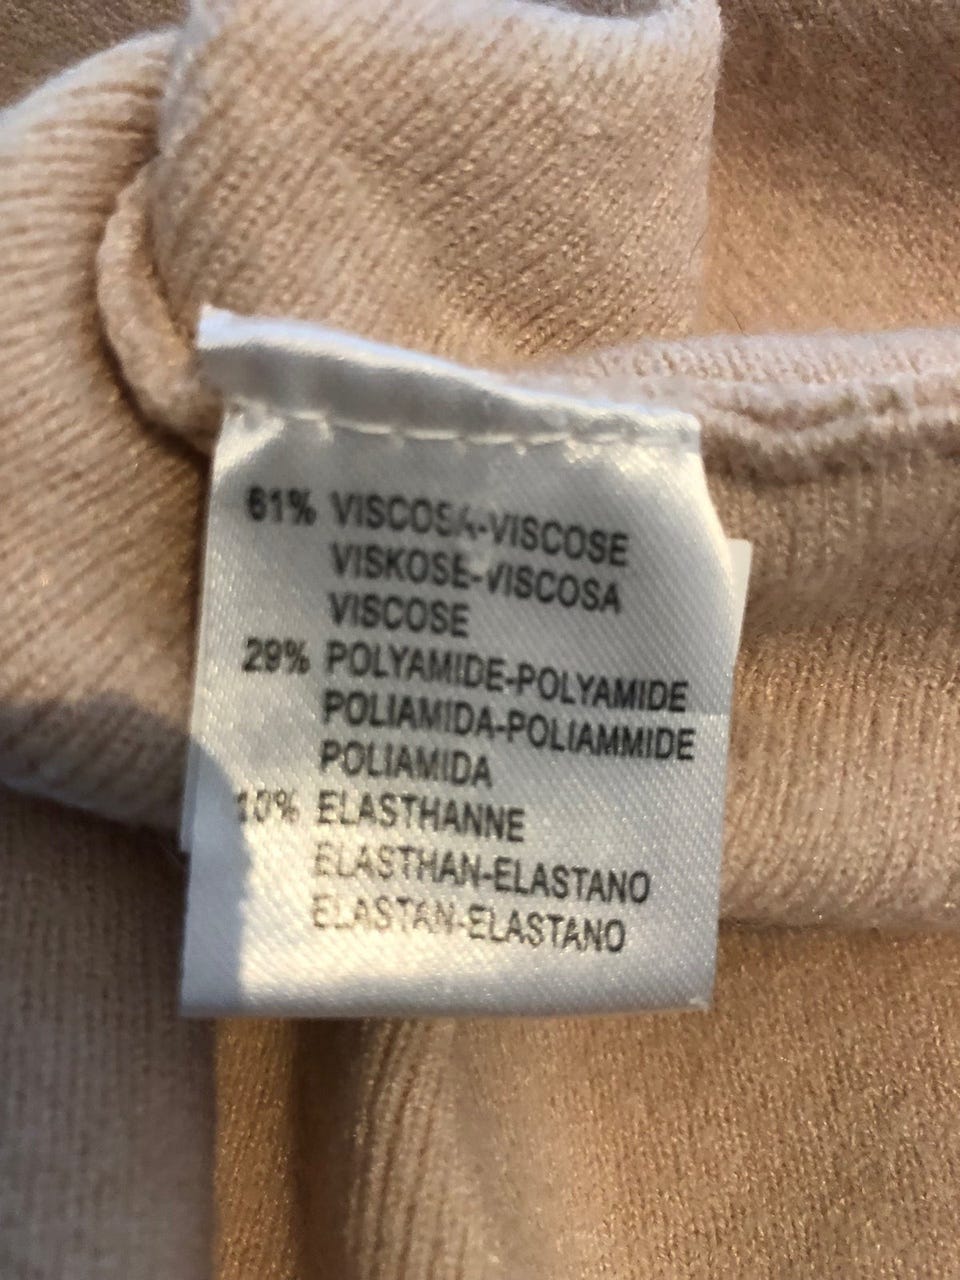 61% VISCOSA-VISCOSE
VISKOSE-VISCOSA
VISCOSE
29% POLYAMIDE-POLYAMIDE
POLIAMIDA-POLIAMMIDE
POLIAMIDA
10% ELASTHANNE
ELASTHAN-ELASTANO
ELASTAN-ELASTANO